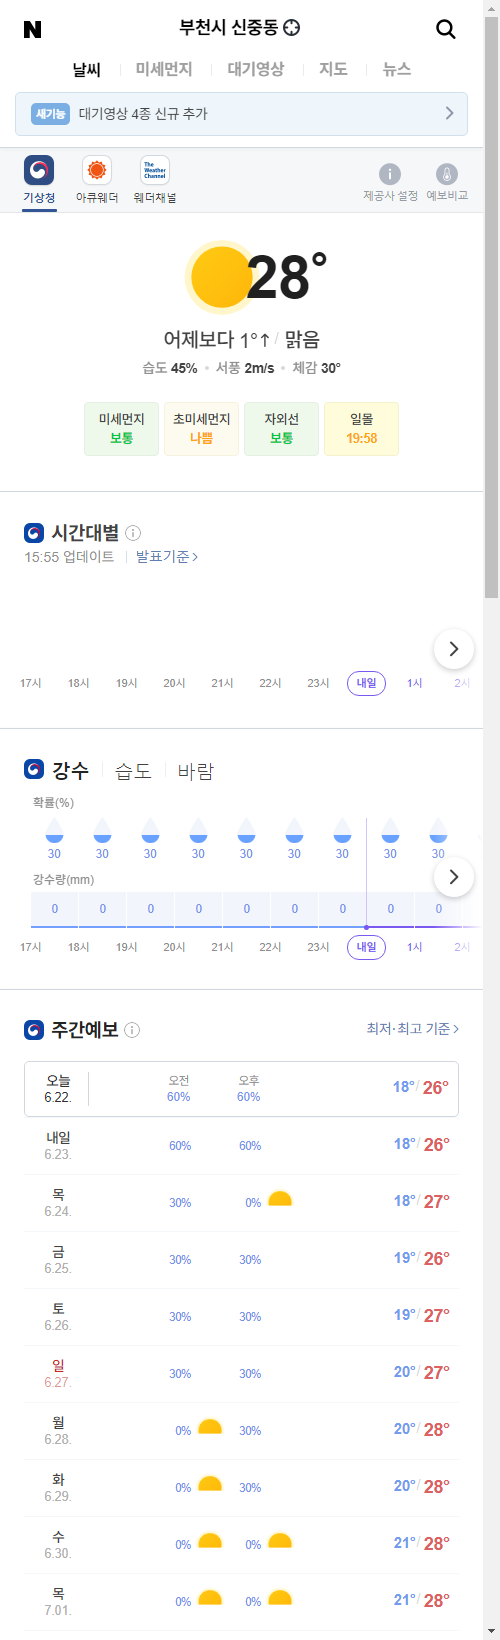 N 부천시 신중동
날씨 미세먼지 대기영상 지도 뉴스
새기능 대기영상 4종 신규 추가
The Weather Channel
기상청 아큐웨더 웨더채널 제공사 설정 예보비교
28°
어제보다 1°↑ / 맑음
습도 45% 서풍 2m/s 체감 30°
미세먼지 초미세먼지 자외선 일몰
보통 나쁨 보통 19:58
시간대별
15:55 업데이트 발표기준
17시 18시 19시 20시 21시 22시 23시 내일 1시 2시
강수 습도 바람
확률(%)
30 30 30 30 30 30 30 30 30
강수량(mm)
0 0 0 0 0 0 0 0 0
17시 18시 19시 20시 21시 22시 23시 내일 1시 2시
주간예보 최저·최고 기준
오늘 오전 오후 18°/26°
6.22. 60% 60%
내일 60% 60% 18°/26°
6.23.
목 30% 0% 18°/27°
6.24.
금 30% 30% 19°/26°
6.25.
토 30% 30% 19°/27°
6.26.
일 30% 30% 20°/27°
6.27.
월 0% 30% 20°/28°
6.28.
화 0% 30% 20°/28°
6.29.
수 0% 0% 21°/28°
6.30.
목 0% 0% 21°/28°
7.01.